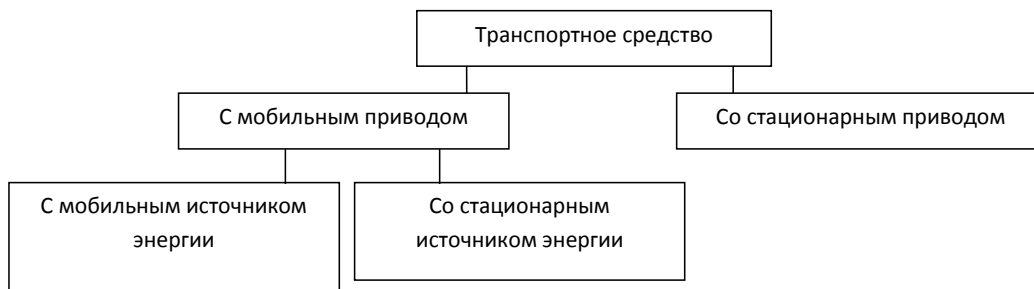 Транспортное средство
С мобильным приводом
Со стационарным приводом
С мобильным источником
энергии
Со стационарным
источником энергии